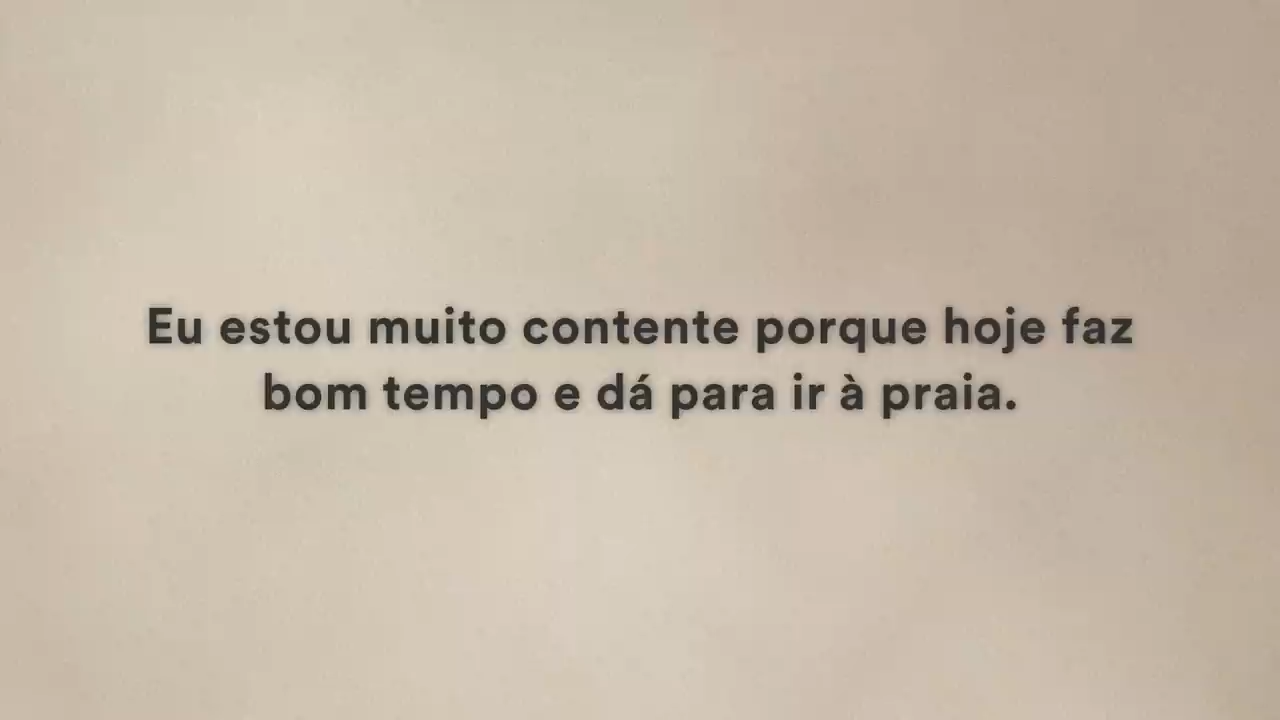 Eu estou muito contente porque hoje faz
bom tempo e dá para ir à praia.